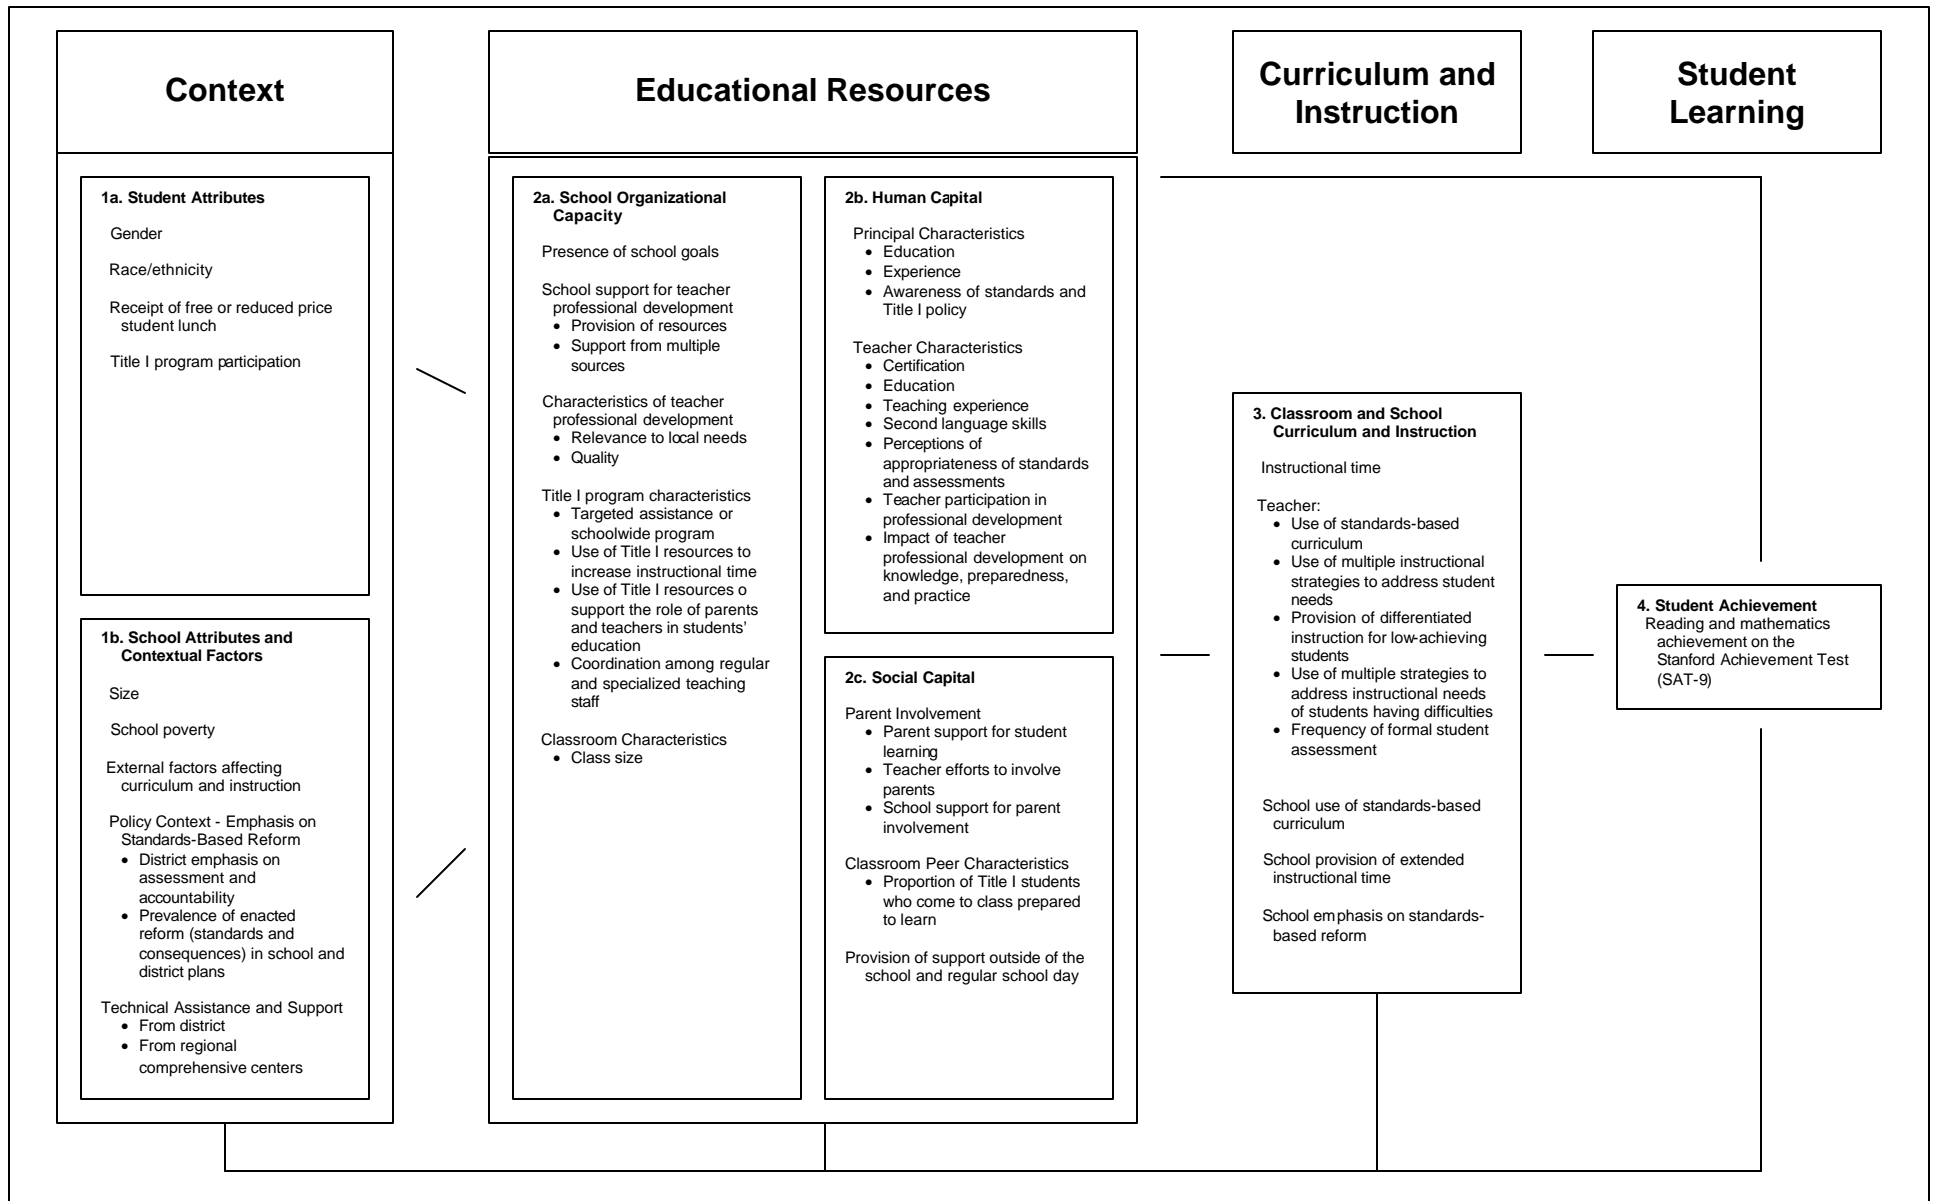 Context
Educational Resources
Curriculum and
Instruction
Student
Learning
1a. Student Attributes
Gender
Race/ethnicity
Receipt of free or reduced price
student lunch
Title I program participation
1b. School Attributes and
Contextual Factors
Size
School poverty
External factors affecting
curriculum and instruction
Policy Context - Emphasis on
Standards-Based Reform
• District emphasis on
assessment and
accountability
• Prevalence of enacted
reform (standards and
consequences) in school and
district plans
Technical Assistance and Support
• From district
• From regional
comprehensive centers
2a. School Organizational
Capacity
Presence of school goals
School support for teacher
professional development
• Provision of resources
• Support from multiple
sources
Characteristics of teacher
professional development
• Relevance to local needs
• Quality
Title I program characteristics
• Targeted assistance or
schoolwide program
• Use of Title I resources to
increase instructional time
• Use of Title I resources o
support the role of parents
and teachers in students’
education
• Coordination among regular
and specialized teaching
staff
Classroom Characteristics
• Class size
2b. Human Capital
Principal Characteristics
• Education
• Experience
• Awareness of standards and
Title I policy
Teacher Characteristics
• Certification
• Education
• Teaching experience
• Second language skills
• Perceptions of
appropriateness of standards
and assessments
• Teacher participation in
professional development
• Impact of teacher
professional development on
knowledge, preparedness,
and practice
2c. Social Capital
Parent Involvement
• Parent support for student
learning
• Teacher efforts to involve
parents
• School support for parent
involvement
Classroom Peer Characteristics
• Proportion of Title I students
who come to class prepared
to learn
Provision of support outside of the
school and regular school day
3. Classroom and School
Curriculum and Instruction
Instructional time
Teacher:
• Use of standards-based
curriculum
• Use of multiple instructional
strategies to address student
needs
• Provision of differentiated
instruction for low-achieving
students
• Use of multiple strategies to
address instructional needs
of students having difficulties
• Frequency of formal student
assessment
School use of standards-based
curriculum
School provision of extended
instructional time
School emphasis on standards-
based reform
4. Student Achievement
Reading and mathematics
achievement on the
Stanford Achievement Test
(SAT-9)